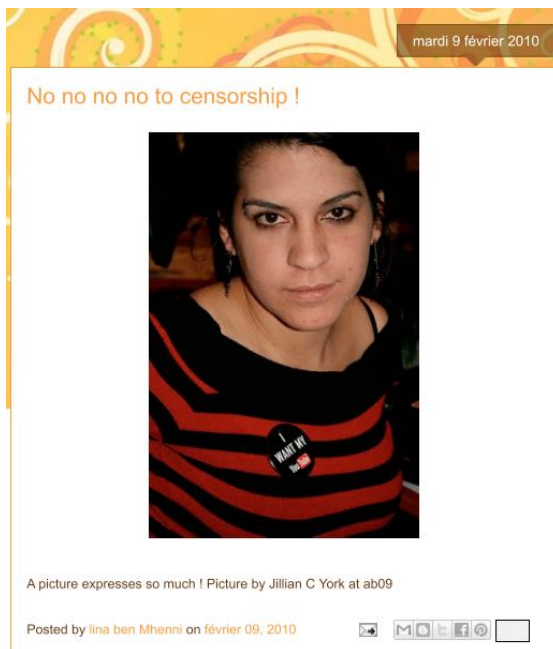 mardi 9 février 2010
No no no no to censorship !
I
WANT MY
YouTube
A picture expresses so much ! Picture by Jillian C York at ab09
Posted by lina ben Mhenni on février 09, 2010